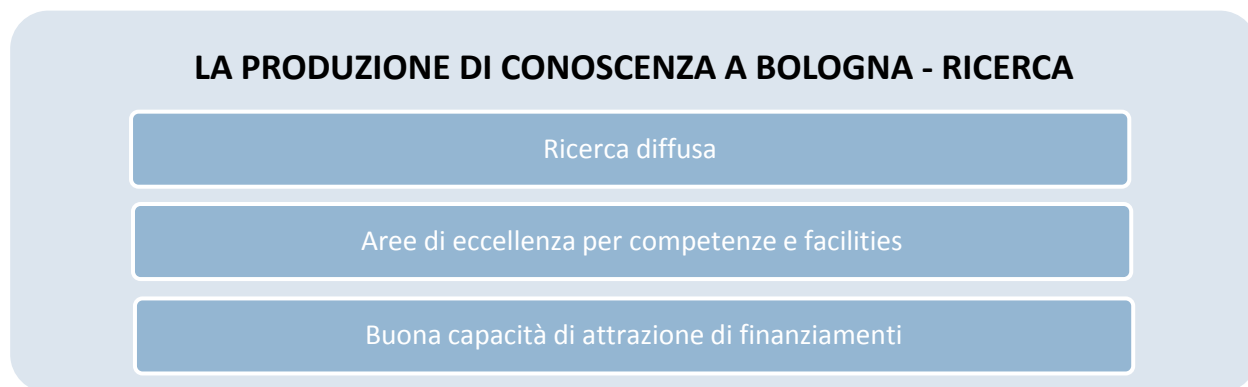 LA PRODUZIONE DI CONOSCENZA A BOLOGNA - RICERCA
Ricerca diffusa
Aree di eccellenza per competenze e facilities
Buona capacità di attrazione di finanziamenti